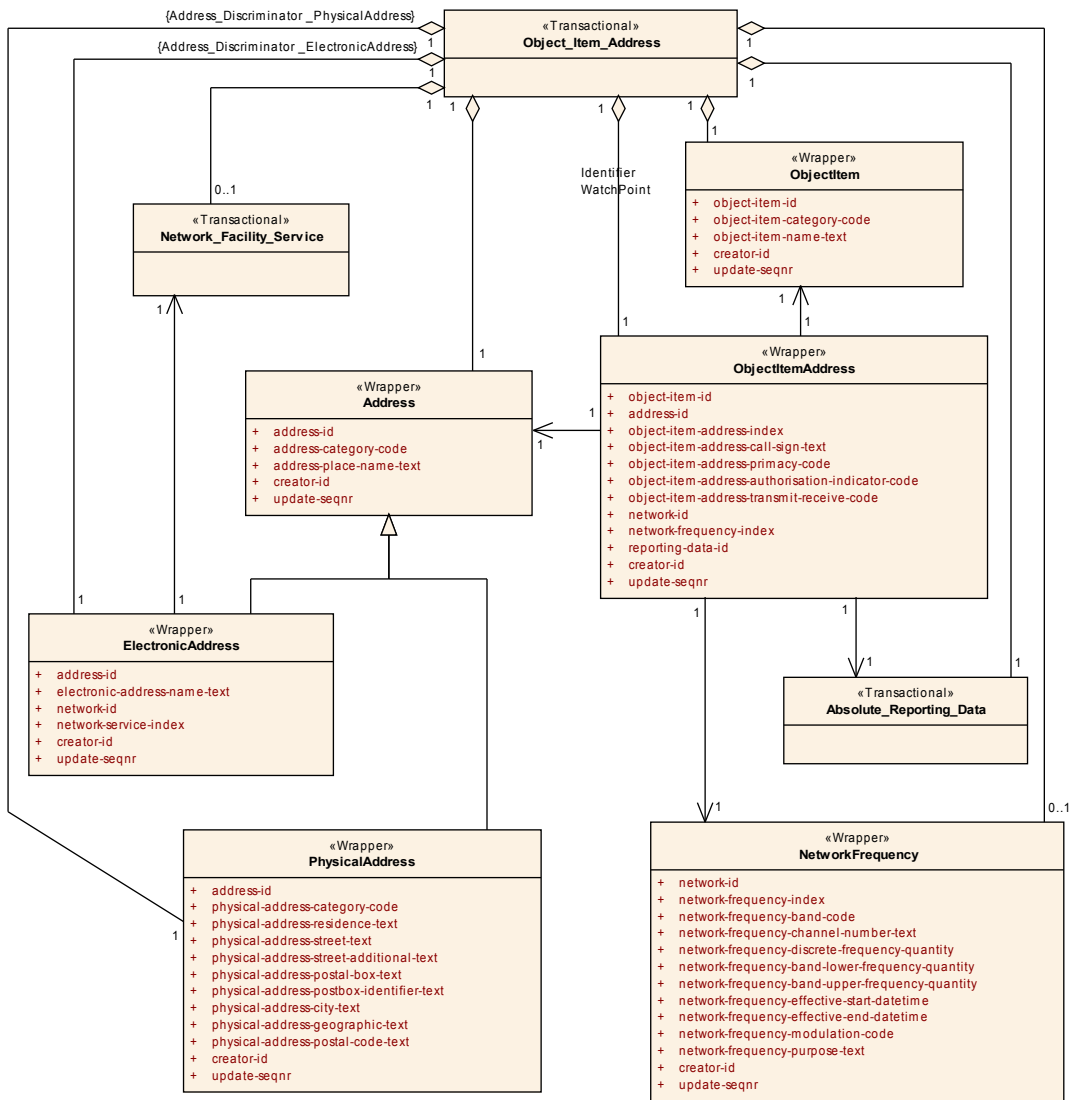 {Address_Discriminator _PhysicalAddress}
{Address_Discriminator _ElectronicAddress}
«Transactional»
Object_Item_Address
1
1
1
1
1
1
1
1
1
0..1
Identifier
WatchPoint
«Wrapper»
ObjectItem
+ object-item-id
+ object-item-category-code
+ object-item-name-text
+ creator-id
+ update-seqnr
«Transactional»
Network_Facility_Service
1
1
1
1
1
«Wrapper»
Address
+ address-id
+ address-category-code
+ address-place-name-text
+ creator-id
+ update-seqnr
1
1
«Wrapper»
ObjectItemAddress
+ object-item-id
+ address-id
+ object-item-address-index
+ object-item-address-call-sign-text
+ object-item-address-primacy-code
+ object-item-address-authorisation-indicator-code
+ object-item-address-transmit-receive-code
+ network-id
+ network-frequency-index
+ reporting-data-id
+ creator-id
+ update-seqnr
1
1
«Wrapper»
ElectronicAddress
+ address-id
+ electronic-address-name-text
+ network-id
+ network-service-index
+ creator-id
+ update-seqnr
1
1
1
1
«Transactional»
Absolute_Reporting_Data
1
0..1
1
«Wrapper»
PhysicalAddress
+ address-id
+ physical-address-category-code
+ physical-address-residence-text
+ physical-address-street-text
+ physical-address-street-additional-text
+ physical-address-postal-box-text
+ physical-address-postbox-identifier-text
+ physical-address-city-text
+ physical-address-geographic-text
+ physical-address-postal-code-text
+ creator-id
+ update-seqnr
«Wrapper»
NetworkFrequency
+ network-id
+ network-frequency-index
+ network-frequency-band-code
+ network-frequency-channel-number-text
+ network-frequency-discrete-frequency-quantity
+ network-frequency-band-lower-frequency-quantity
+ network-frequency-band-upper-frequency-quantity
+ network-frequency-effective-start-datetime
+ network-frequency-effective-end-datetime
+ network-frequency-modulation-code
+ network-frequency-purpose-text
+ creator-id
+ update-seqnr